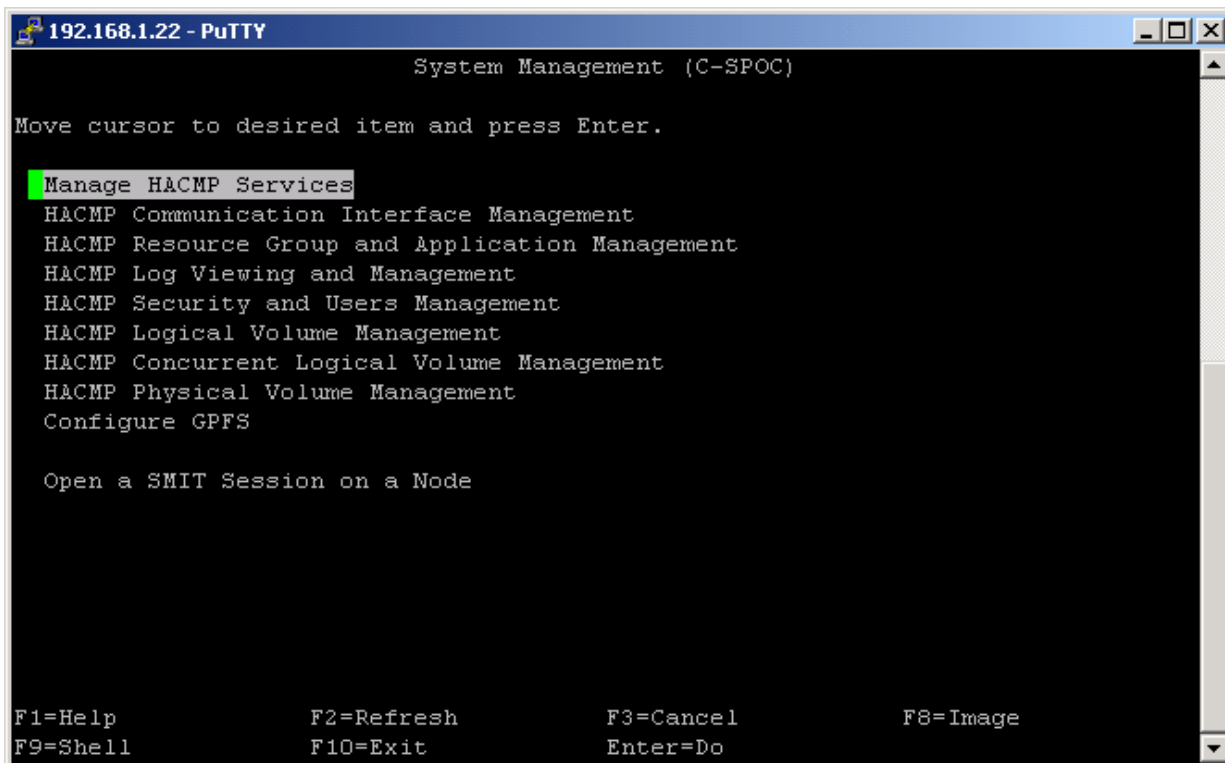 192.168.1.22 - PuTTY
System Management (C-SPOC)
Move cursor to desired item and press Enter.
Manage HACMP Services
HACMP Communication Interface Management
HACMP Resource Group and Application Management
HACMP Log Viewing and Management
HACMP Security and Users Management
HACMP Logical Volume Management
HACMP Concurrent Logical Volume Management
HACMP Physical Volume Management
Configure GPFS
Open a SMIT Session on a Node
F1=Help F2=Refresh F3=Cancel F8=Image
F9=Shell F10=Exit Enter=Do